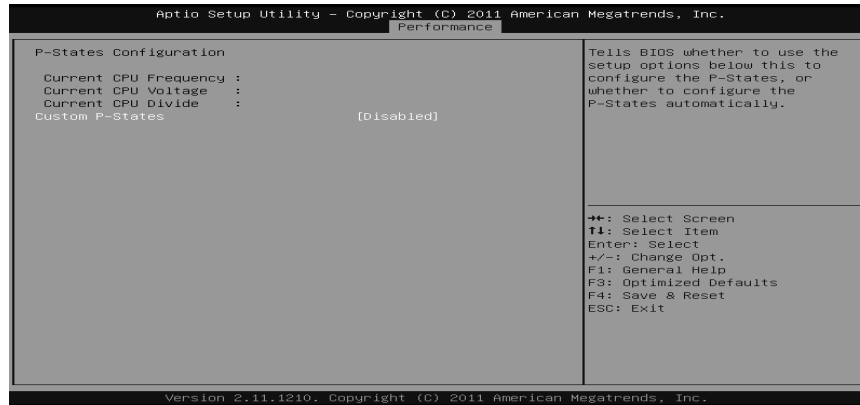 Aptio Setup Utility – Copyright (C) 2011 American Megatrends, Inc.
Performance
P-States Configuration
Current CPU Frequency :
Current CPU Voltage :
Current CPU Divide :
Custom P-States [Disabled]
Tells BIOS whether to use the
setup options below this to
configure the P-States, or
whether to configure the
P-States automatically.
→←: Select Screen
↑↓: Select Item
Enter: Select
+/-: Change Opt.
F1: General Help
F3: Optimized Defaults
F4: Save & Reset
ESC: Exit
Version 2.11.1210. Copyright (C) 2011 American Megatrends, Inc.